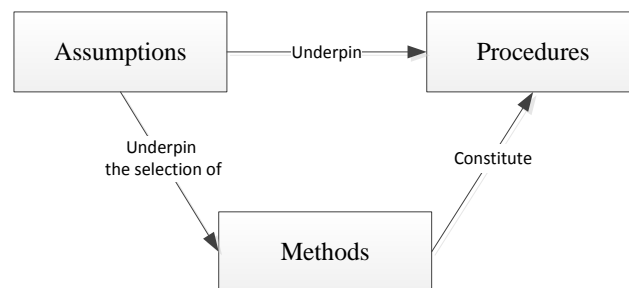 Assumptions
Underpin
Procedures
Underpin
the selection of
Constitute
Methods